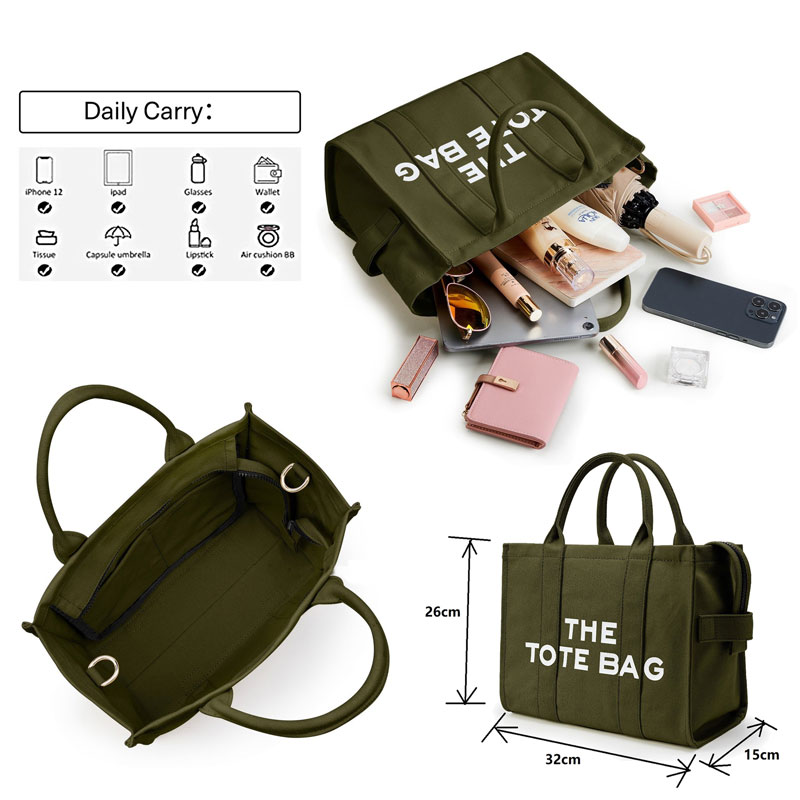 Daily Carry：
iPhone 12
ipad
Glasses
Wallet
Tissue
Capsule umbrella
Lipstick
Air cushion BB
THE
TOTE BAG
26cm
THE
TOTE BAG
32cm
15cm